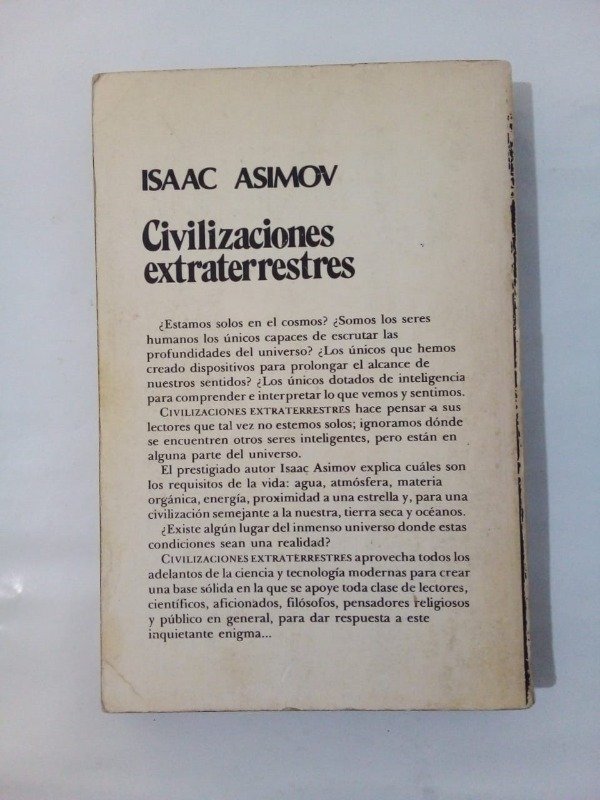 ISAAC ASIMOV
Civilizaciones
extraterrestres
¿Estamos solos en el cosmos? ¿Somos los seres
humanos los únicos capaces de escrutar las
profundidades del universo? ¿Los únicos que hemos
creado dispositivos para prolongar el alcance de
nuestros sentidos? ¿Los únicos dotados de inteligencia
para comprender e interpretar lo que vemos y sentimos.
CIVILIZACIONES EXTRATERRESTRES hace pensar a sus
lectores que tal vez no estemos solos; ignoramos dónde
se encuentren otros seres inteligentes, pero están en
alguna parte del universo.
El prestigiado autor Isaac Asimov explica cuáles son
los requisitos de la vida: agua, atmósfera, materia
orgánica, energía, proximidad a una estrella y, para una
civilización semejante a la nuestra, tierra seca y océanos.
¿Existe algún lugar del inmenso universo donde estas
condiciones sean una realidad?
CIVILIZACIONES EXTRATERRESTRES aprovecha todos los
adelantos de la ciencia y tecnología modernas para crear
una base sólida en la que se apoye toda clase de lectores,
científicos, aficionados, filósofos, pensadores religiosos
y público en general, para dar respuesta a este
inquietante enigma...